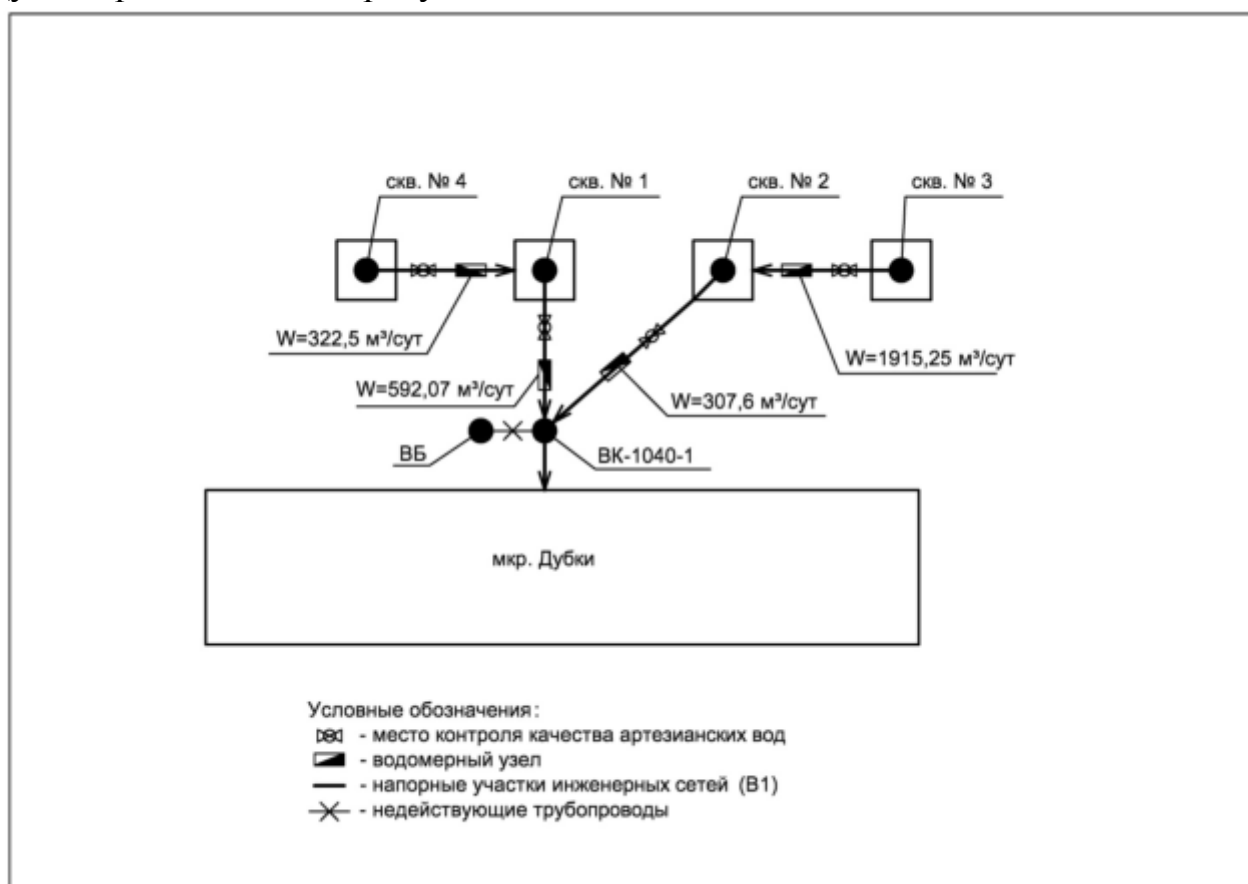 скв. № 4
скв. № 1
скв. № 2
скв. № 3
W=322,5 м³/сут
W=1915,25 м³/сут
W=592,07 м³/сут
W=307,6 м³/сут
ВБ
ВК-1040-1
мкр. Дубки
Условные обозначения:
- место контроля качества артезианских вод
- водомерный узел
- напорные участки инженерных сетей (В1)
- недействующие трубопроводы